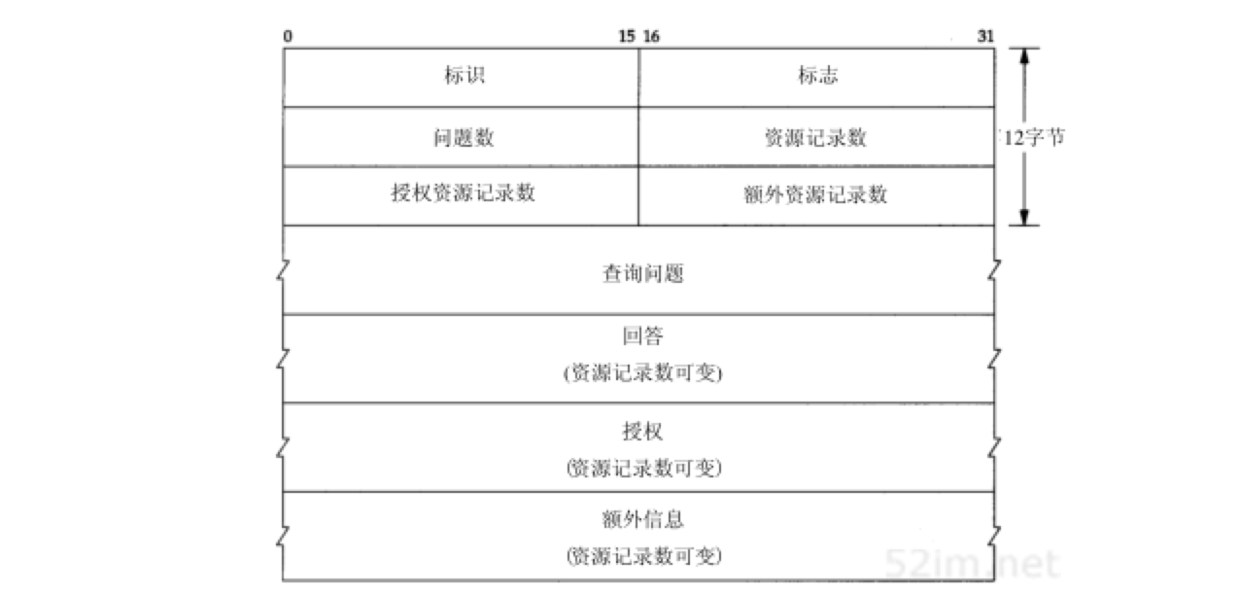 0 15 16 31
标识 标志
问题数 资源记录数 12字节
授权资源记录数 额外资源记录数
查询问题
回答
(资源记录数可变)
授权
(资源记录数可变)
额外信息
(资源记录数可变)
52im.net